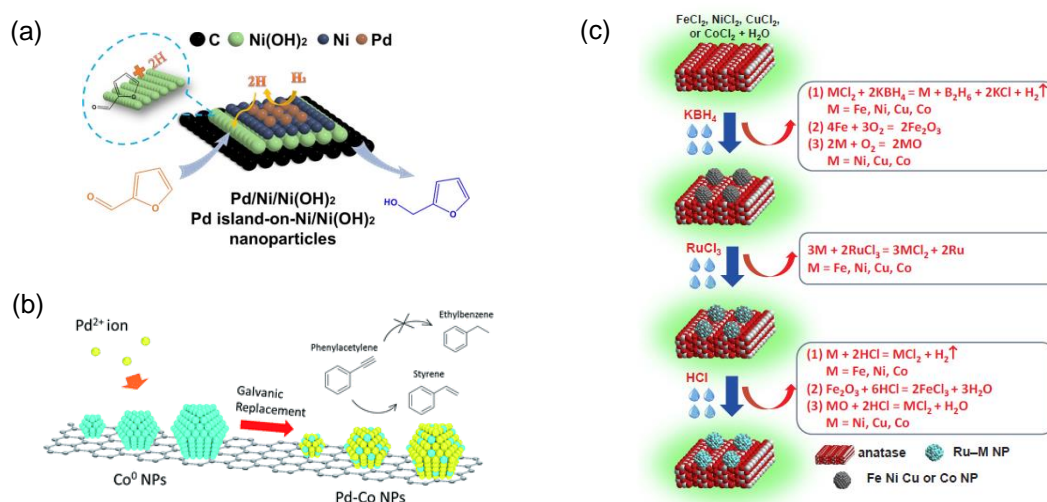 (a)
C Ni(OH)₂ Ni Pd
2H
2H
H₂
O
O
O
HO
O
Pd/Ni/Ni(OH)₂
Pd island-on-Ni/Ni(OH)₂
nanoparticles
(b)
Pd²⁺ ion
Phenylacetylene
Ethylbenzene
Styrene
Galvanic
Replacement
Co⁰ NPs
Pd-Co NPs
(c)
FeCl₂, NiCl₂, CuCl₂,
or CoCl₂ + H₂O
KBH₄
(1) MCl₂ + 2KBH₄ = M + B₂H₆ + 2KCl + H₂↑
M = Fe, Ni, Cu, Co
(2) 4Fe + 3O₂ = 2Fe₂O₃
(3) 2M + O₂ = 2MO
M = Ni, Cu, Co
RuCl₃
3M + 2RuCl₃ = 3MCl₂ + 2Ru
M = Fe, Ni, Cu, Co
HCl
(1) M + 2HCl = MCl₂ + H₂↑
M = Fe, Ni, Co
(2) Fe₂O₃ + 6HCl = 2FeCl₃ + 3H₂O
(3) MO + 2HCl = MCl₂ + H₂O
M = Ni, Cu, Co
anatase Ru–M NP
Fe Ni Cu or Co NP